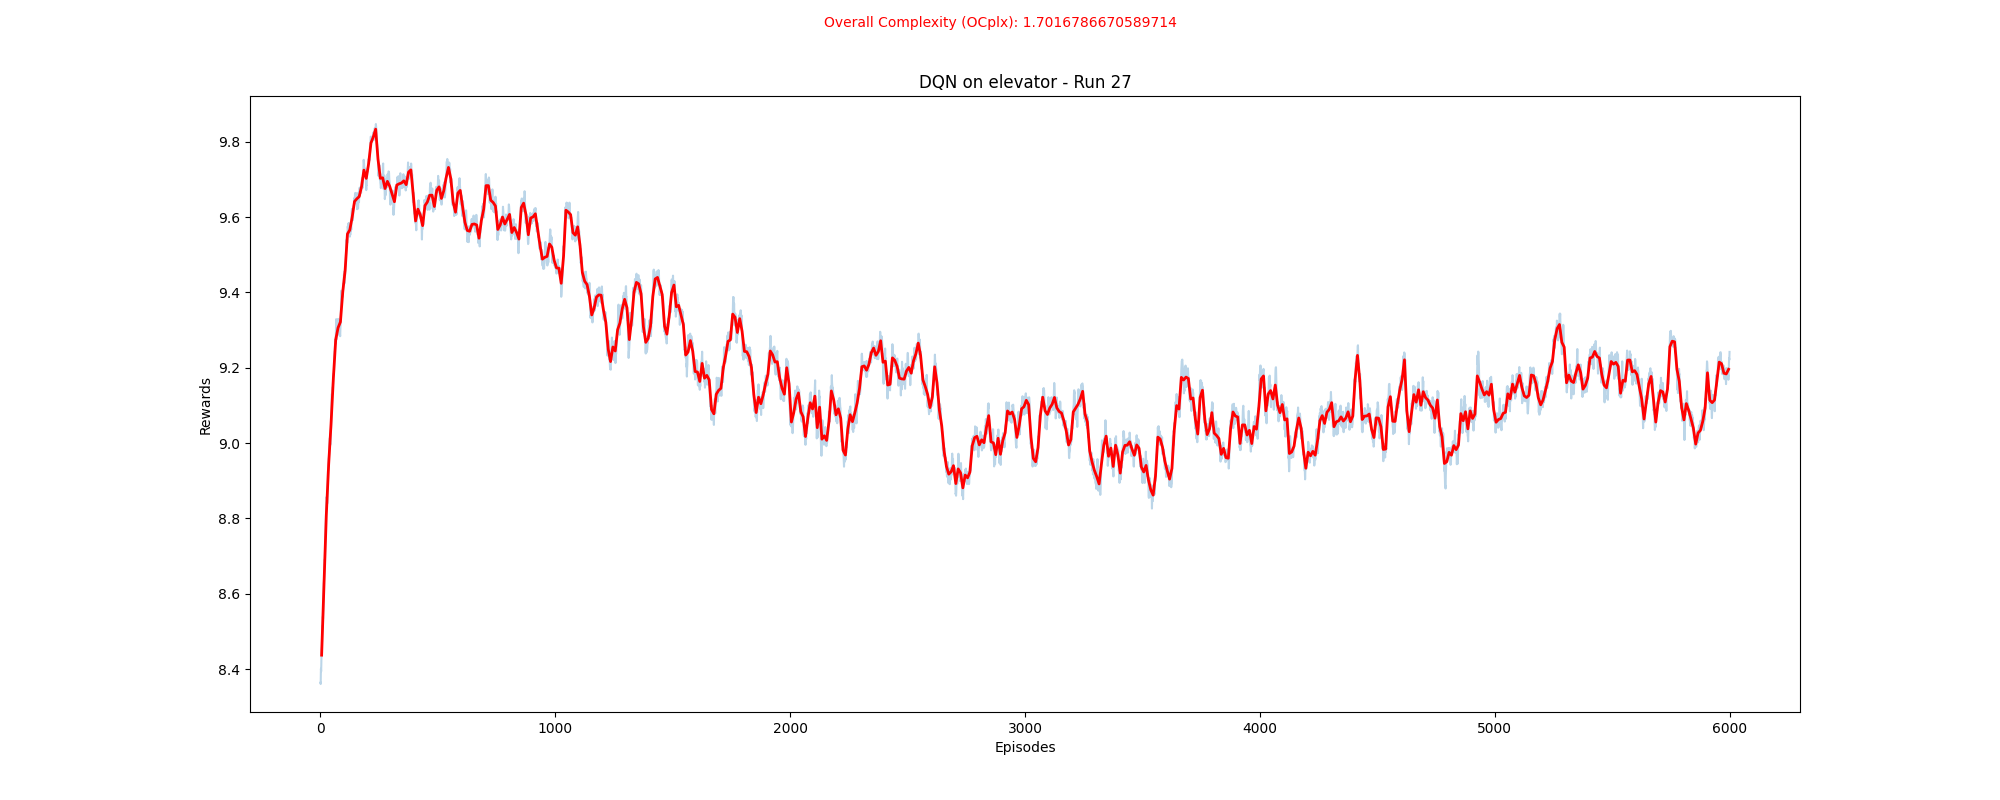 Overall Complexity (OCplx): 1.7016786670589714
DQN on elevator - Run 27
9.8
9.6
9.4
9.2
9.0
8.8
8.6
8.4
Rewards
0 1000 2000 3000 4000 5000 6000
Episodes